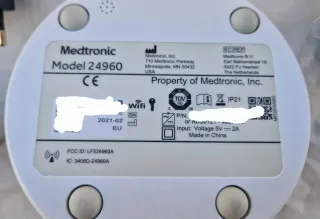 Medtronic
Model 24960
Medtronic, Inc.
710 Medtronic Parkway
Minneapolis, MN 55432
USA
EC REP
Medtronic B.V.
Earl Bakkenstraat 10
6422 PJ Heerlen
The Netherlands
CE
Property of Medtronic, Inc.
wifi
TÜV
IP21
2021-02
EU
Input: Voltage 5V 2A
Made in China
FCC ID: LF024960A
IC: 3408D-24960A